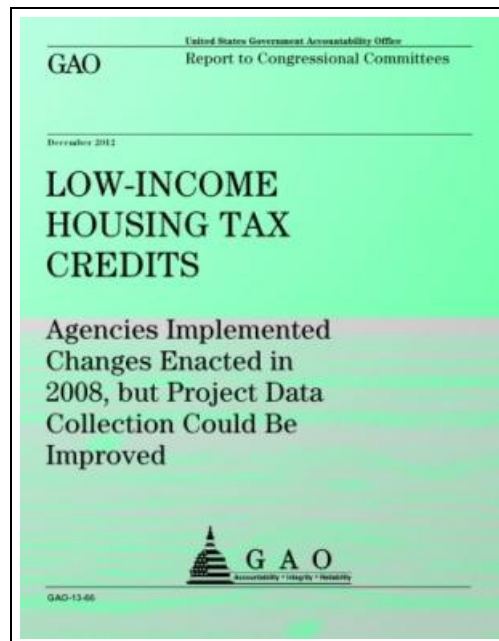 United States Government Accountability Office
GAO
Report to Congressional Committees
December 2012
LOW-INCOME
HOUSING TAX
CREDITS
Agencies Implemented
Changes Enacted in
2008, but Project Data
Collection Could Be
Improved
GAO
Accountability * Integrity * Reliability
GAO-13-66